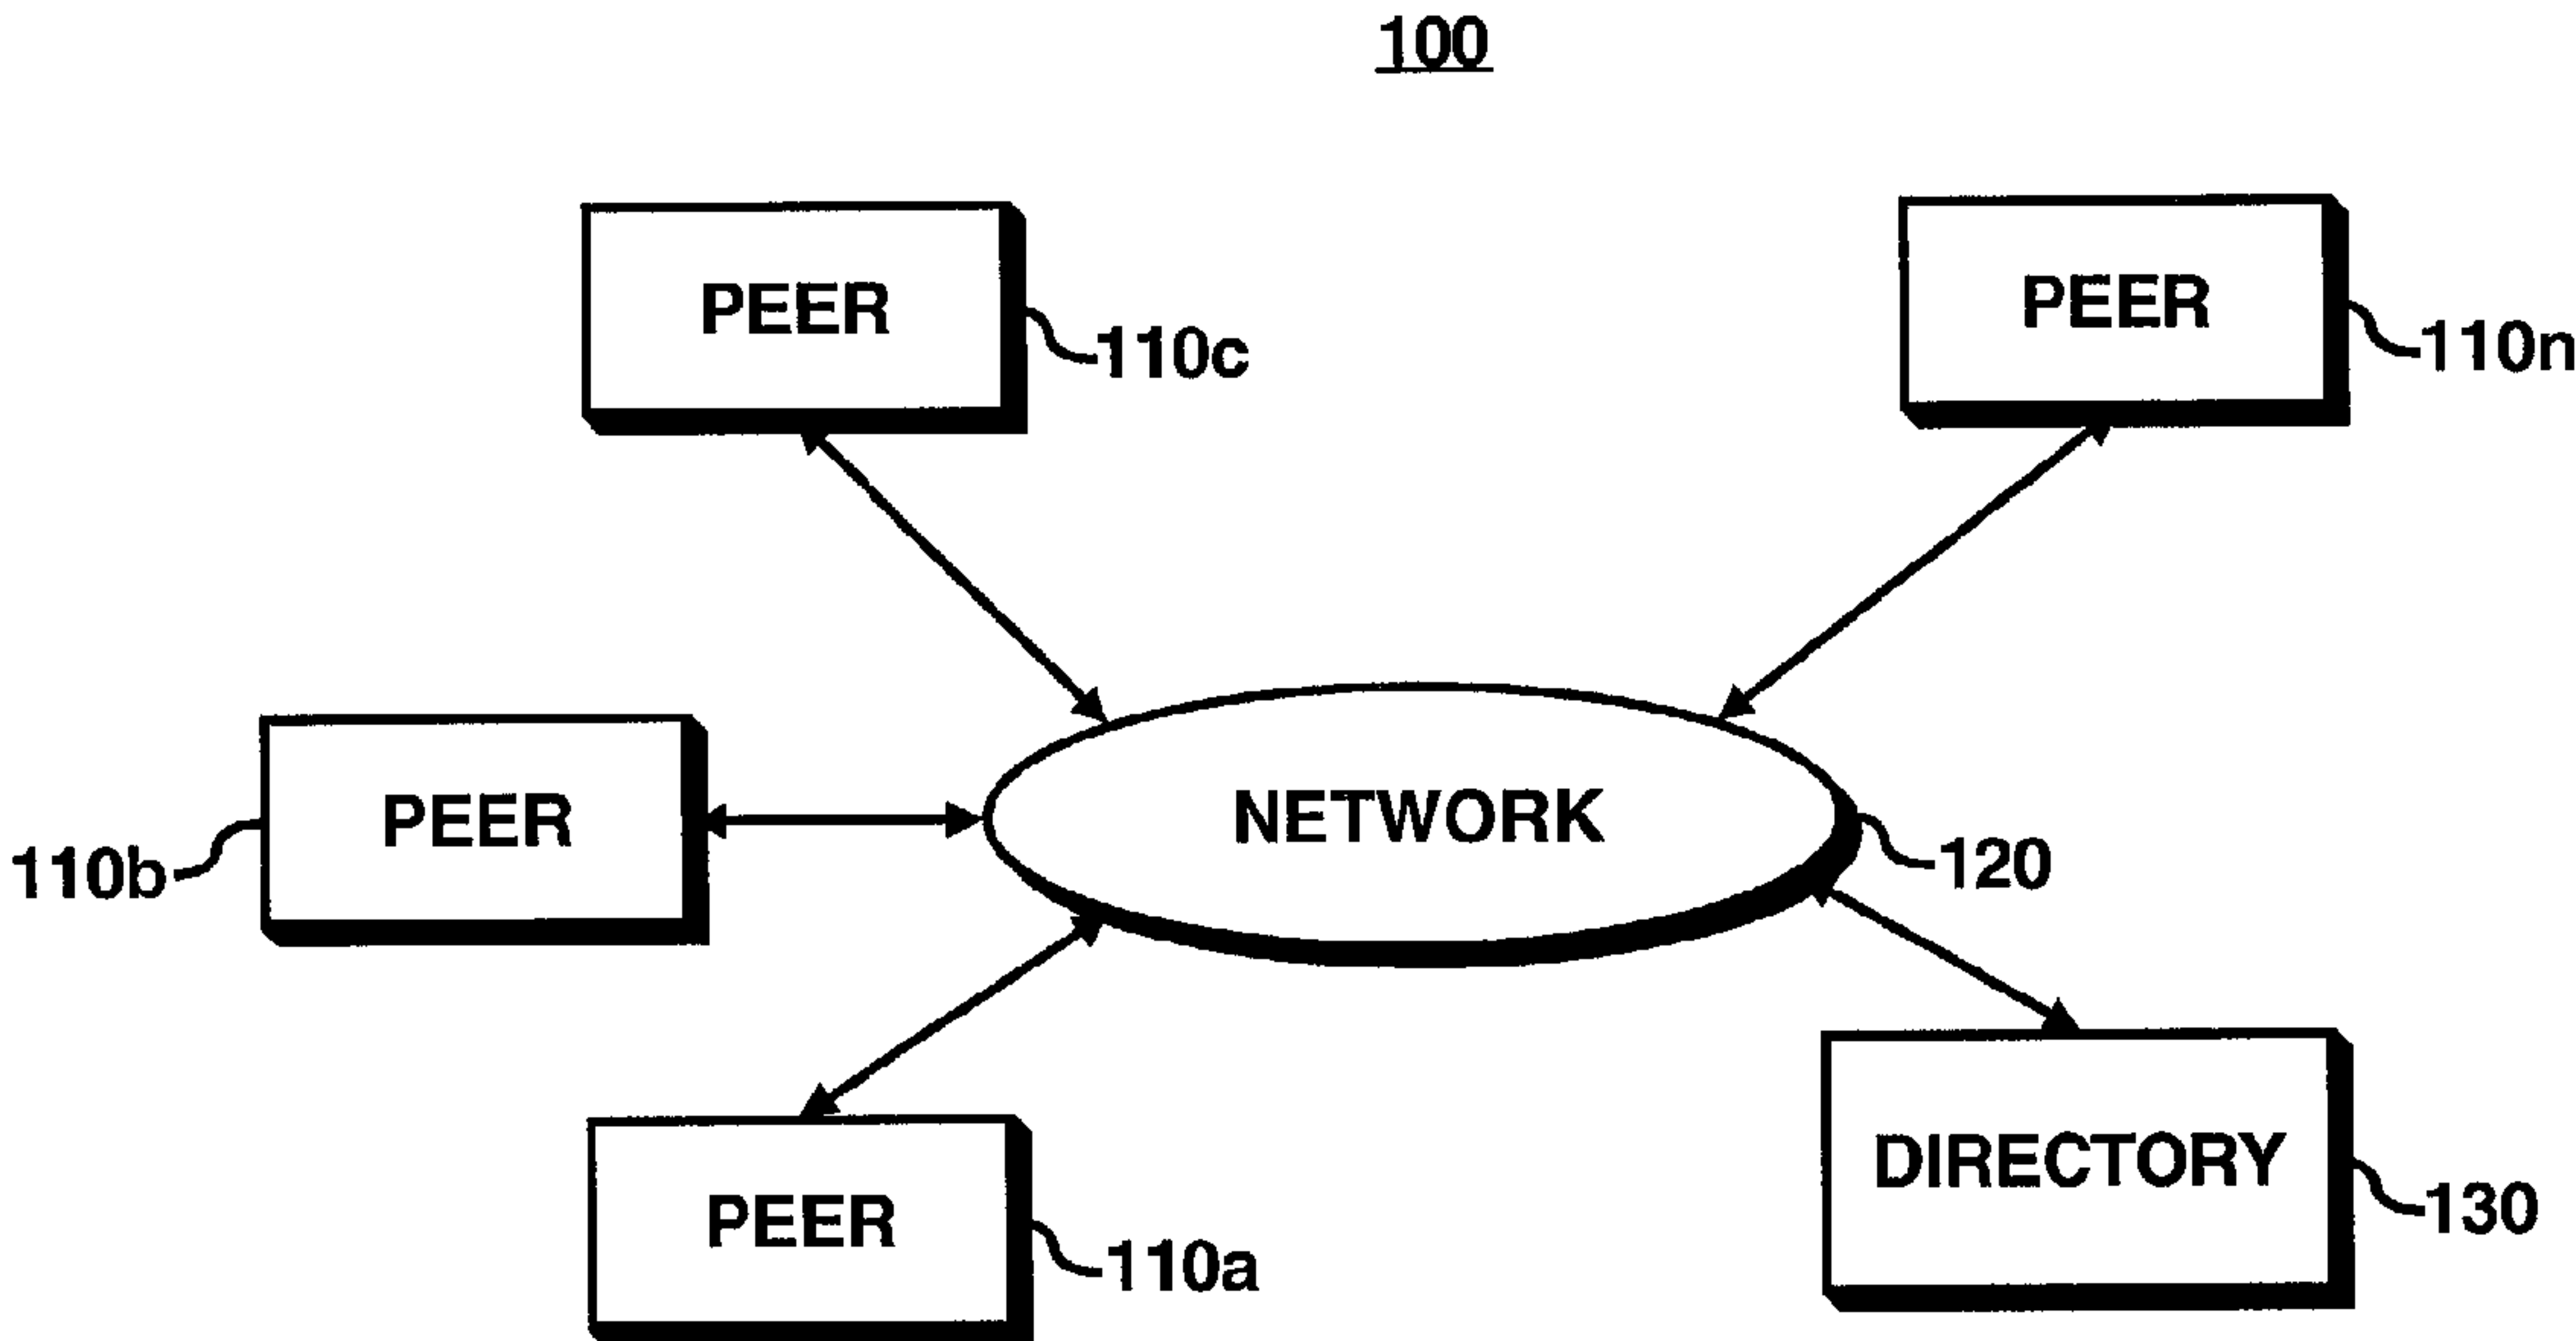 100
PEER
110c
PEER
110n
PEER
110b
NETWORK
120
PEER
110a
DIRECTORY
130